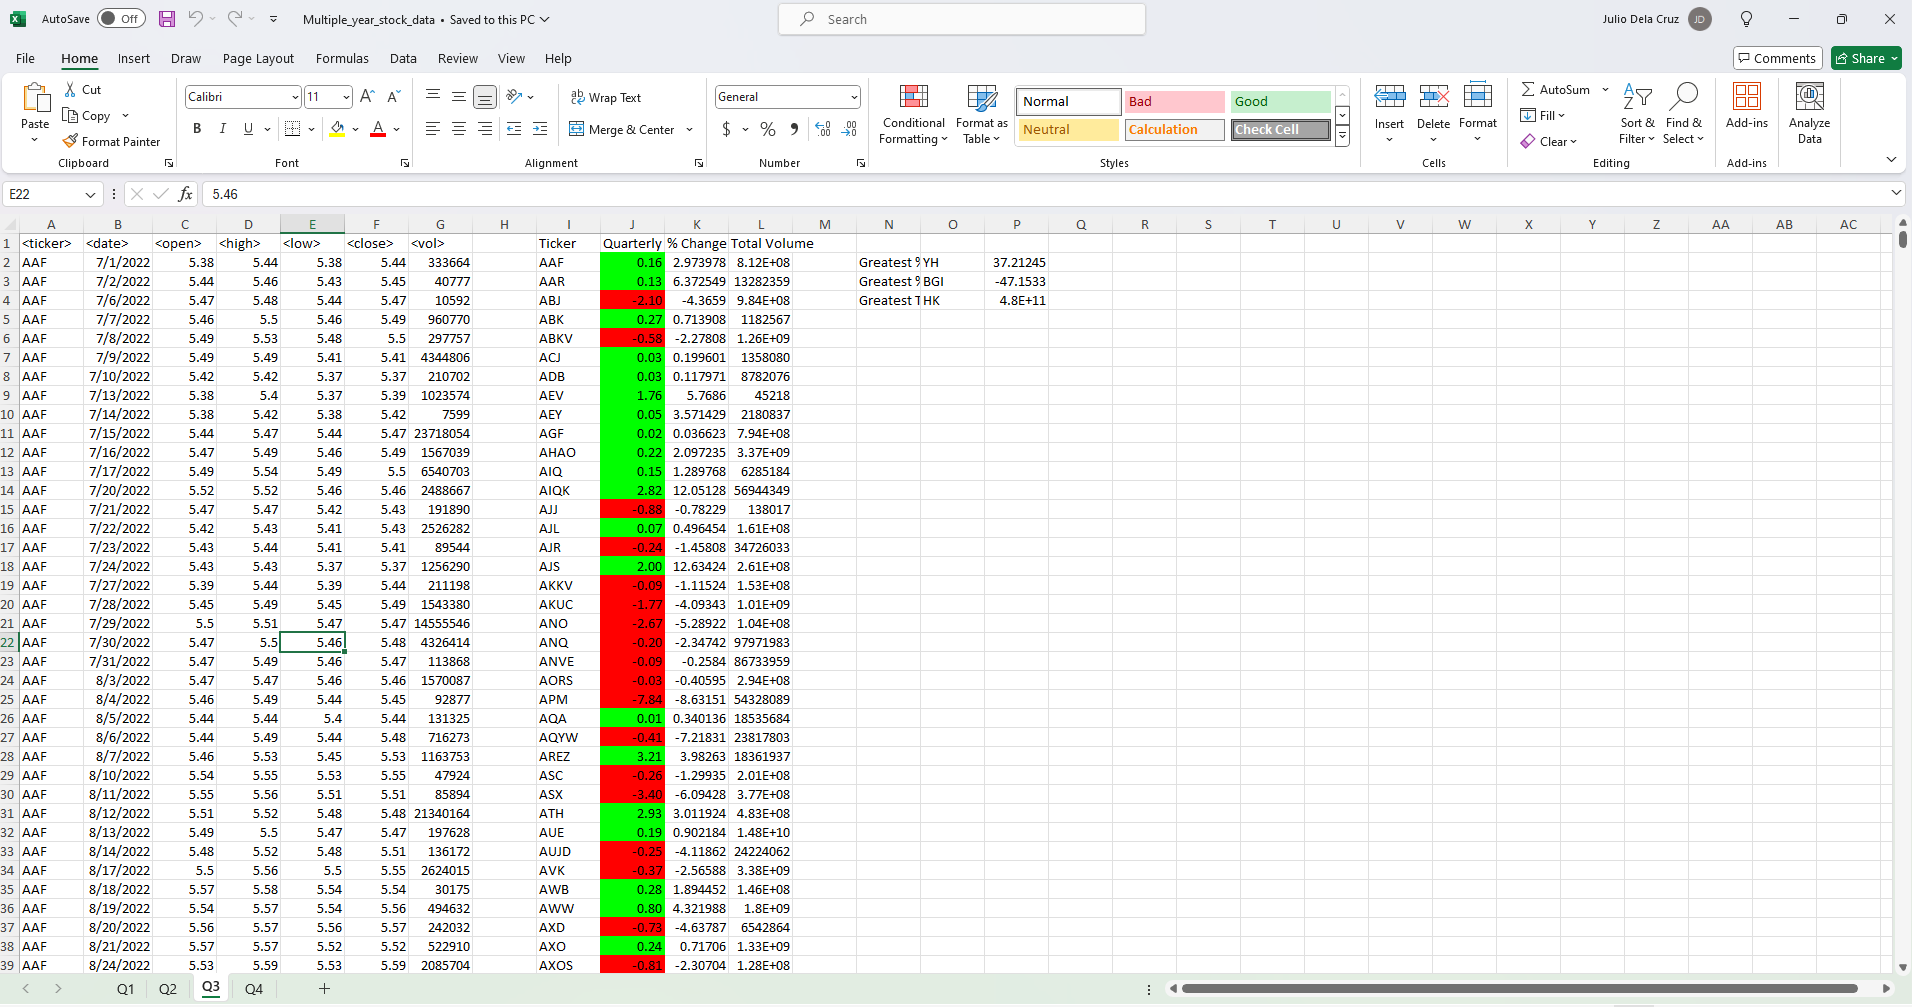 AutoSave Off Multiple_year_stock_data • Saved to this PC Search Julio Dela Cruz JD
File Home Insert Draw Page Layout Formulas Data Review View Help Comments Share
Paste Cut Copy Format Painter Clipboard
Calibri 11 B I U A A A Font
Wrap Text Merge & Center Alignment
General $ % Number
Conditional Formatting Format as Table Normal Bad Good Neutral Calculation Check Cell Styles
Insert Delete Format Cells
AutoSum Fill Clear Sort & Filter Find & Select Editing
Add-ins Add-ins
Analyze Data
E22 fx 5.46
A B C D E F G H I J K L M N O P Q R S T U V W X Y Z AA AB AC
1 <ticker> <date> <open> <high> <low> <close> <vol> Ticker Quarterly % Change Total Volume
2 AAF 7/1/2022 5.38 5.44 5.38 5.44 333664 AAF 0.16 2.973978 8.12E+08 Greatest % YH 37.21245
3 AAF 7/2/2022 5.44 5.46 5.43 5.45 40777 AAR 0.13 6.372549 13282359 Greatest % BGI -47.1533
4 AAF 7/6/2022 5.47 5.48 5.44 5.47 10592 ABJ -2.10 -4.3659 9.84E+08 Greatest T HK 4.8E+11
5 AAF 7/7/2022 5.46 5.5 5.46 5.49 960770 ABK 0.27 0.713908 1182567
6 AAF 7/8/2022 5.49 5.53 5.48 5.5 297757 ABKV -0.58 -2.27808 1.26E+09
7 AAF 7/9/2022 5.49 5.49 5.41 5.41 4344806 ACJ 0.03 0.199601 1358080
8 AAF 7/10/2022 5.42 5.42 5.37 5.37 210702 ADB 0.03 0.117971 8782076
9 AAF 7/13/2022 5.38 5.4 5.37 5.39 1023574 AEV 1.76 5.7686 45218
10 AAF 7/14/2022 5.38 5.42 5.38 5.42 7599 AEY 0.05 3.571429 2180837
11 AAF 7/15/2022 5.44 5.47 5.44 5.47 23718054 AGF 0.02 0.036623 7.94E+08
12 AAF 7/16/2022 5.47 5.49 5.46 5.49 1567039 AHAO 0.22 2.097235 3.37E+09
13 AAF 7/17/2022 5.49 5.54 5.49 5.5 6540703 AIQ 0.15 1.289768 6285184
14 AAF 7/20/2022 5.52 5.52 5.46 5.46 2488667 AIQK 2.82 12.05128 56944349
15 AAF 7/21/2022 5.47 5.47 5.42 5.43 191890 AJJ -0.88 -0.78229 138017
16 AAF 7/22/2022 5.42 5.43 5.41 5.43 2526282 AJL 0.07 0.496454 1.61E+08
17 AAF 7/23/2022 5.43 5.44 5.41 5.41 89544 AJR -0.24 -1.45808 34726033
18 AAF 7/24/2022 5.43 5.43 5.37 5.37 1256290 AJS 2.00 12.63424 2.61E+08
19 AAF 7/27/2022 5.39 5.44 5.39 5.44 211198 AKKV -0.09 -1.11524 1.53E+08
20 AAF 7/28/2022 5.45 5.49 5.45 5.49 1543380 AKUC -1.77 -4.09343 1.01E+09
21 AAF 7/29/2022 5.5 5.51 5.47 5.47 14555546 ANO -2.67 -5.28922 1.04E+08
22 AAF 7/30/2022 5.47 5.5 5.46 5.48 4326414 ANQ -0.20 -2.34742 97971983
23 AAF 7/31/2022 5.47 5.49 5.46 5.47 113868 ANVE -0.09 -0.2584 86733959
24 AAF 8/3/2022 5.47 5.47 5.46 5.46 1570087 AORS -0.03 -0.40595 2.94E+08
25 AAF 8/4/2022 5.46 5.49 5.44 5.45 92877 APM -7.84 -8.63151 54328089
26 AAF 8/5/2022 5.44 5.44 5.4 5.44 131325 AQA 0.01 0.340136 18535684
27 AAF 8/6/2022 5.44 5.49 5.44 5.48 716273 AQYW -0.41 -7.21831 23817803
28 AAF 8/7/2022 5.46 5.53 5.45 5.53 1163753 AREZ 3.21 3.98263 18361937
29 AAF 8/10/2022 5.54 5.55 5.53 5.55 47924 ASC -0.26 -1.29935 2.01E+08
30 AAF 8/11/2022 5.55 5.56 5.51 5.51 85894 ASX -3.40 -6.09428 3.77E+08
31 AAF 8/12/2022 5.51 5.52 5.48 5.48 21340164 ATH 2.93 3.011924 4.83E+08
32 AAF 8/13/2022 5.49 5.5 5.47 5.47 197628 AUE 0.19 0.902184 1.48E+10
33 AAF 8/14/2022 5.48 5.52 5.48 5.51 136172 AUJD -0.25 -4.11862 24224062
34 AAF 8/17/2022 5.5 5.56 5.5 5.55 2624015 AVK -0.37 -2.56588 3.38E+09
35 AAF 8/18/2022 5.57 5.58 5.54 5.54 30175 AWB 0.28 1.894452 1.46E+08
36 AAF 8/19/2022 5.54 5.57 5.54 5.56 494632 AWW 0.80 4.321988 1.8E+09
37 AAF 8/20/2022 5.56 5.57 5.56 5.57 242032 AXD -0.73 -4.63787 6542864
38 AAF 8/21/2022 5.57 5.57 5.52 5.52 522910 AXO 0.24 0.71706 1.33E+09
39 AAF 8/24/2022 5.53 5.59 5.53 5.59 2085704 AXOS -0.81 -2.30704 1.28E+08
Q1 Q2 Q3 Q4